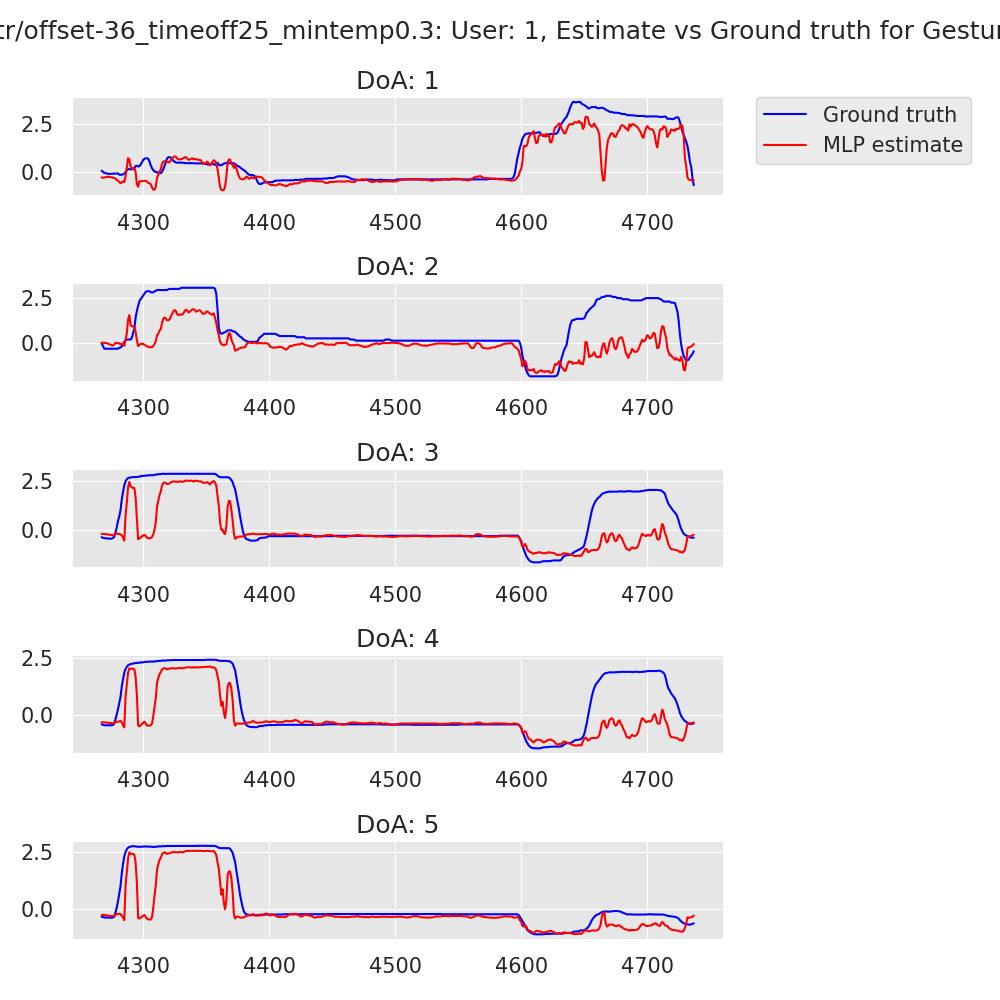 tr/offset-36_timeoff25_mintemp0.3: User: 1, Estimate vs Ground truth for Gestur
DoA: 1
Ground truth
MLP estimate
2.5
0.0
4300 4400 4500 4600 4700
DoA: 2
2.5
0.0
4300 4400 4500 4600 4700
DoA: 3
2.5
0.0
4300 4400 4500 4600 4700
DoA: 4
2.5
0.0
4300 4400 4500 4600 4700
DoA: 5
2.5
0.0
4300 4400 4500 4600 4700